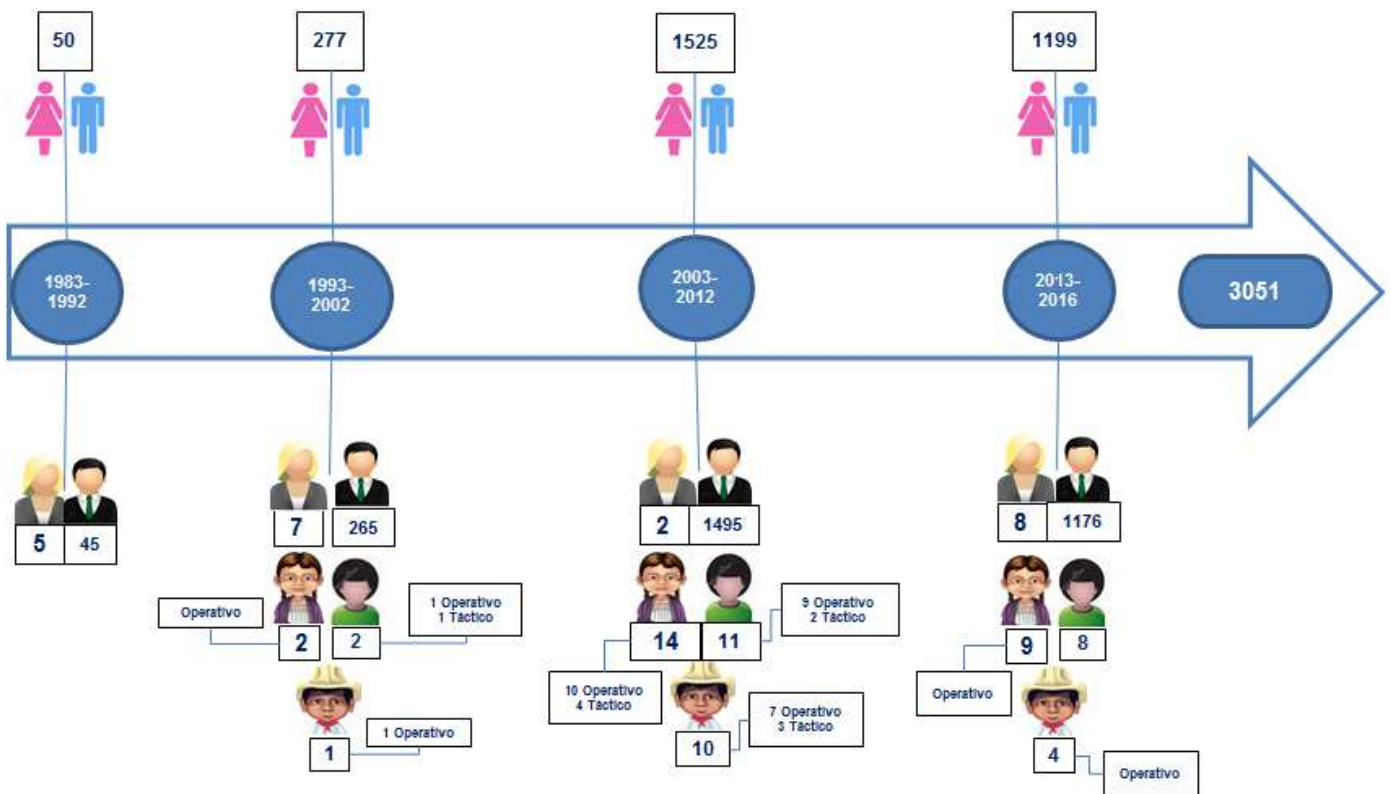 50
277
1525
1199
1983-
1992
1993-
2002
2003-
2012
2013-
2016
3051
5
45
7
265
2
1495
8
1176
Operativo
2
2
1 Operativo
1 Táctico
1
1 Operativo
14
11
9 Operativo
2 Táctico
10 Operativo
4 Táctico
10
7 Operativo
3 Táctico
9
8
Operativo
4
Operativo